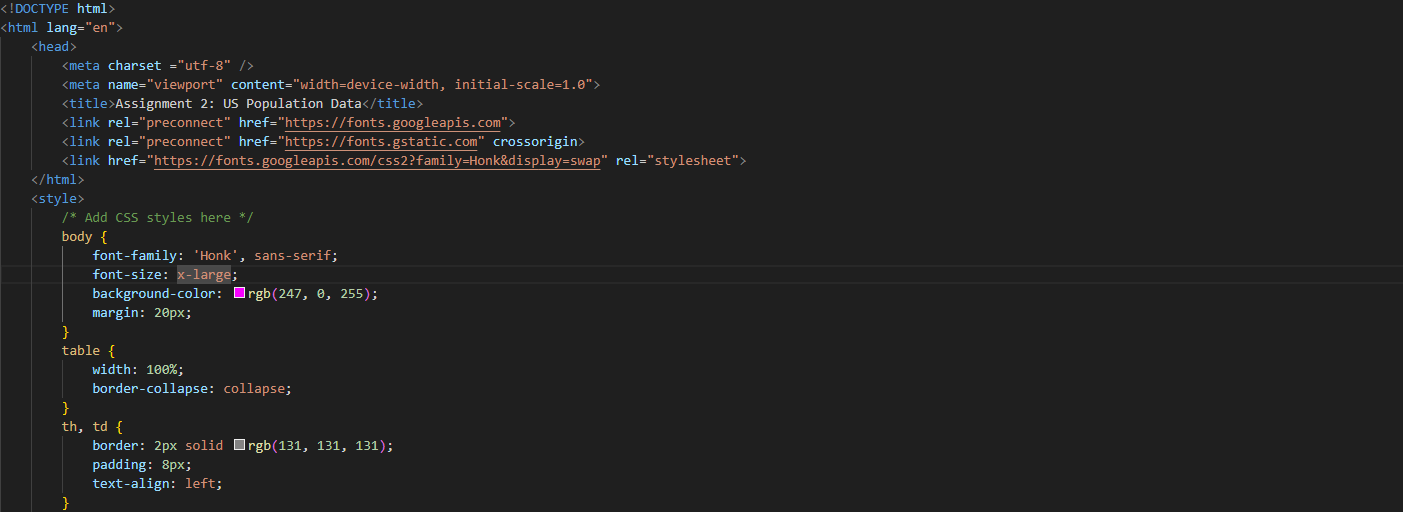 <!DOCTYPE html>
<html lang="en">
    <head>
        <meta charset ="utf-8" />
        <meta name="viewport" content="width=device-width, initial-scale=1.0">
        <title>Assignment 2: US Population Data</title>
        <link rel="preconnect" href="https://fonts.googleapis.com">
        <link rel="preconnect" href="https://fonts.gstatic.com" crossorigin>
        <link href="https://fonts.googleapis.com/css2?family=Honk&display=swap" rel="stylesheet">
    </html>
    <style>
        /* Add CSS styles here */
        body {
            font-family: 'Honk', sans-serif;
            font-size: x-large;
            background-color: rgb(247, 0, 255);
            margin: 20px;
        }
        table {
            width: 100%;
            border-collapse: collapse;
        }
        th, td {
            border: 2px solid rgb(131, 131, 131);
            padding: 8px;
            text-align: left;
        }